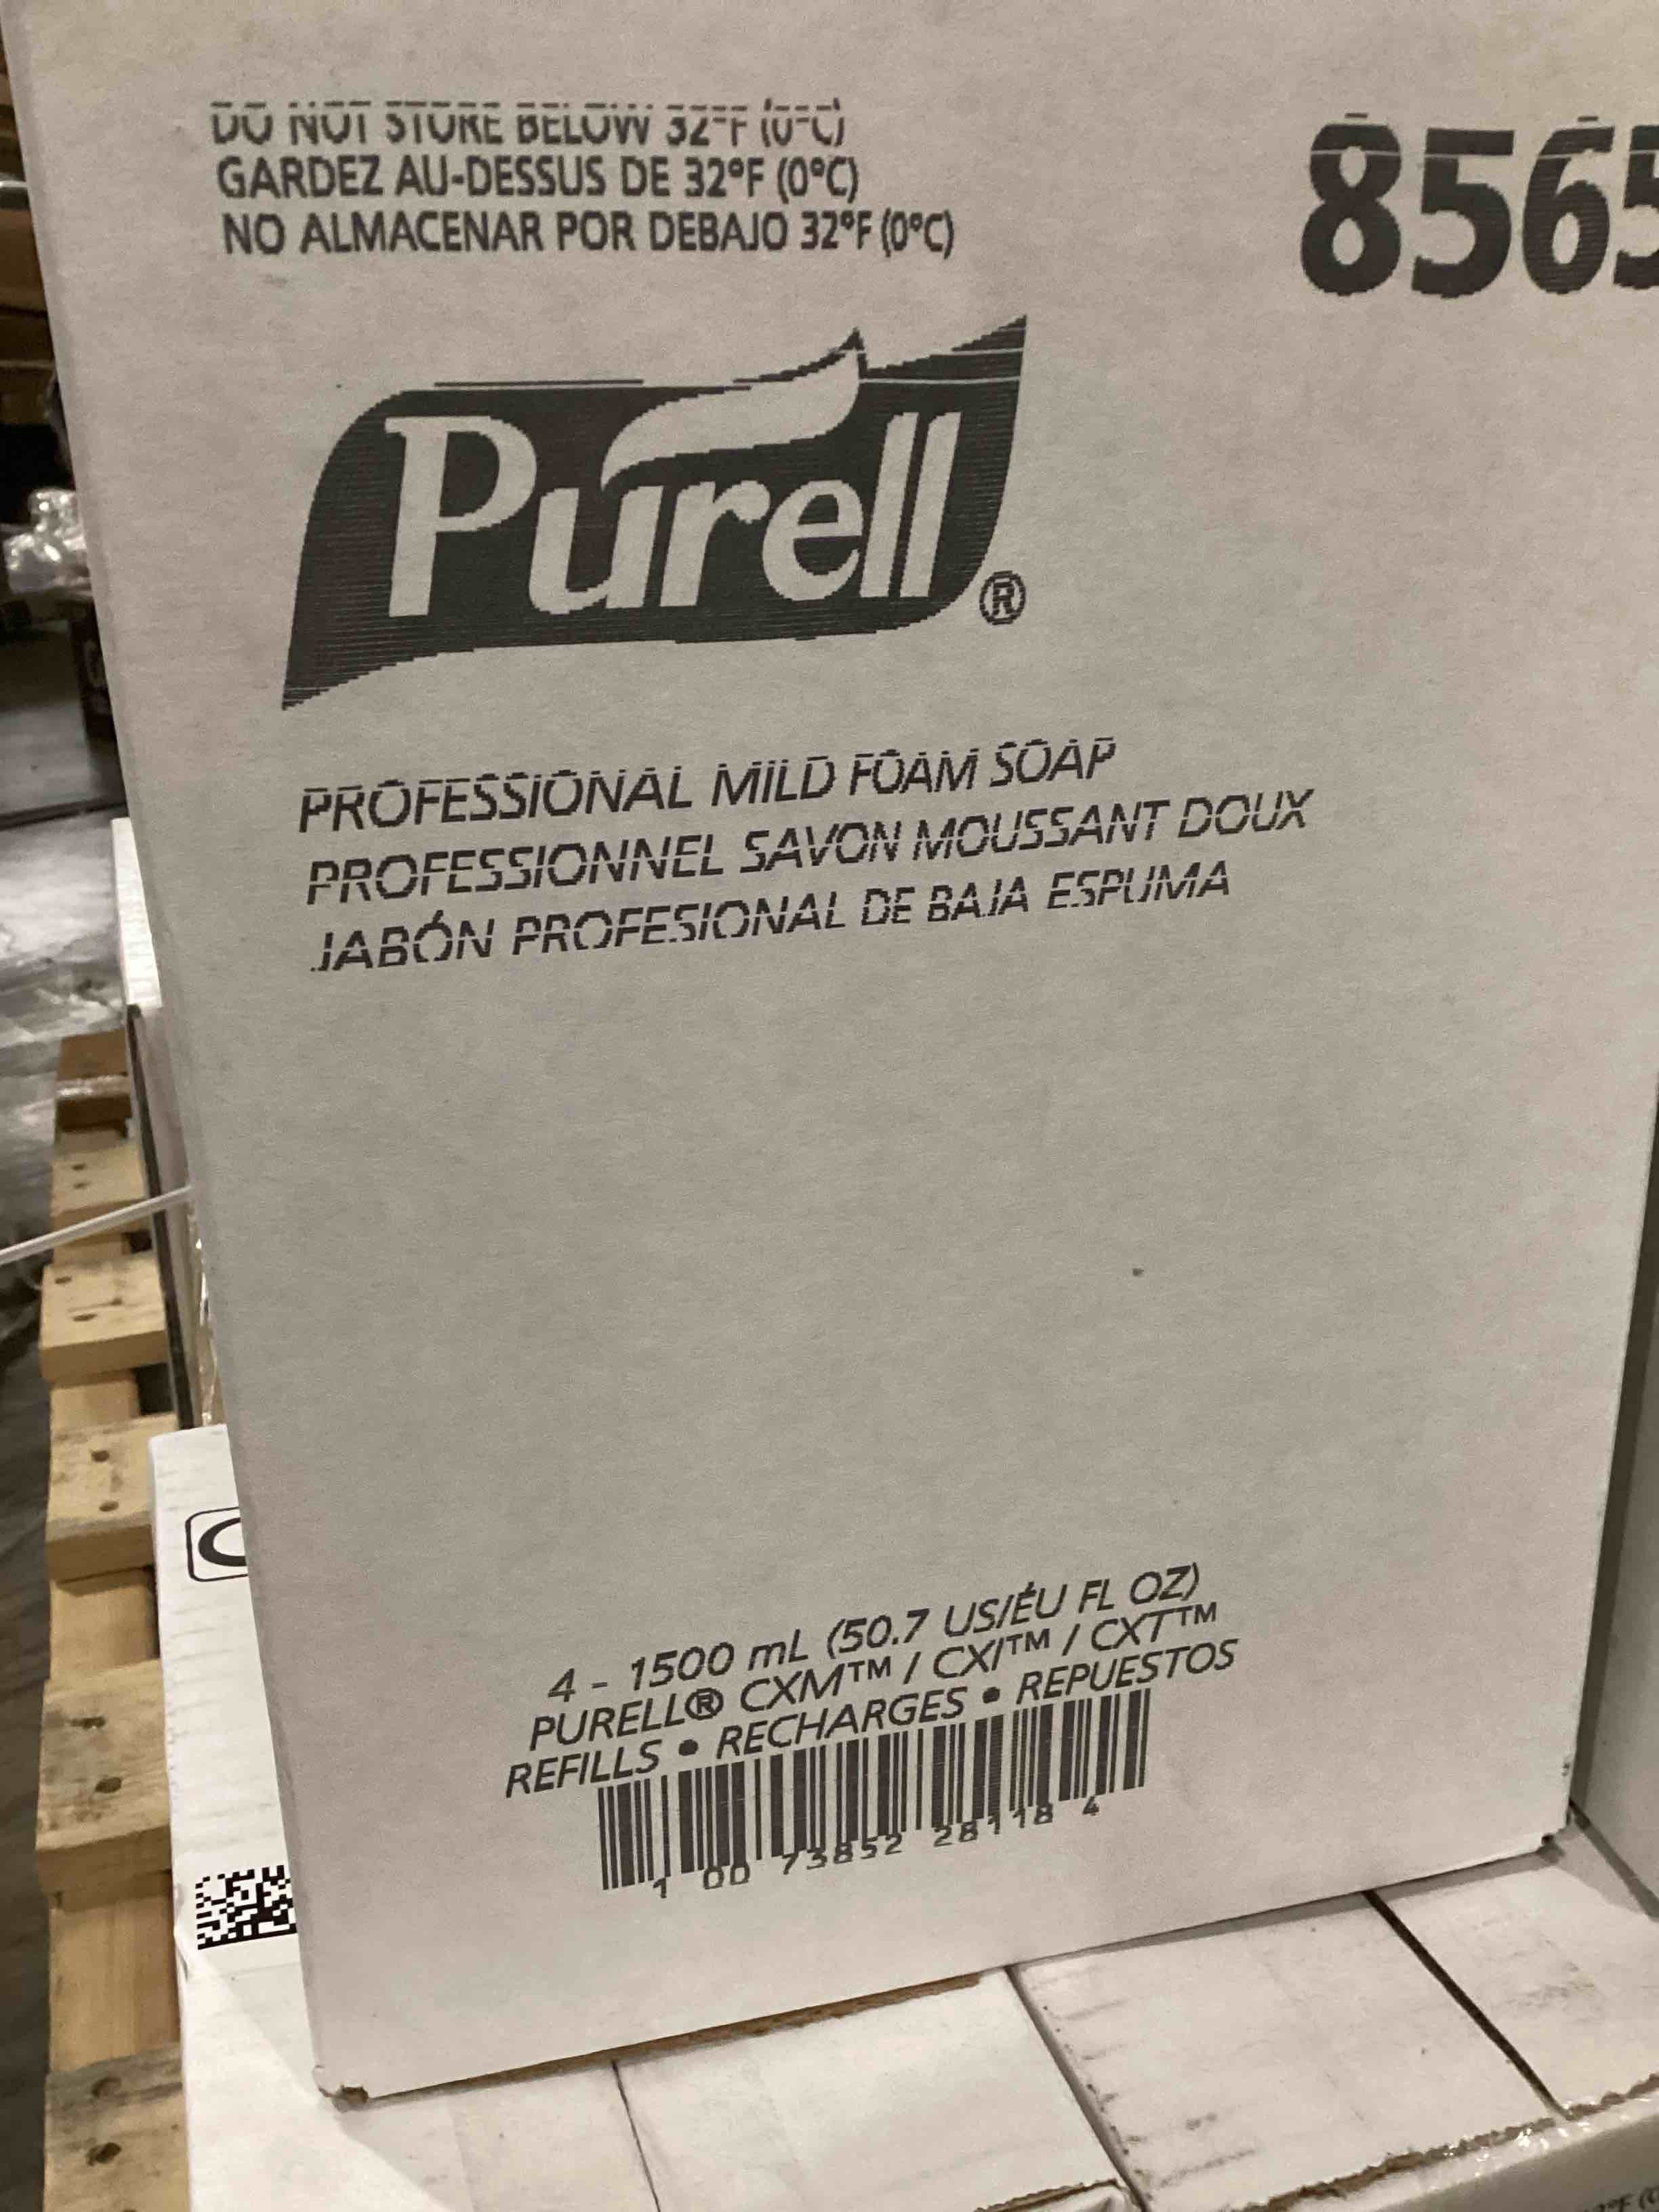 DO NOT STORE BELOW 32°F (0°C)
GARDEZ AU-DESSUS DE 32°F (0°C)
NO ALMACENAR POR DEBAJO 32°F (0°C)
8565
Purell®
PROFESSIONAL MILD FOAM SOAP
PROFESSIONNEL SAVON MOUSSANT DOUX
JABÓN PROFESIONAL DE BAJA ESPUMA
4 - 1500 mL (50.7 US/ÉU FL OZ)
PURELL® CXM™ / CXI™ / CXT™
REFILLS • RECHARGES • REPUESTOS
1 00 73852 28118 4